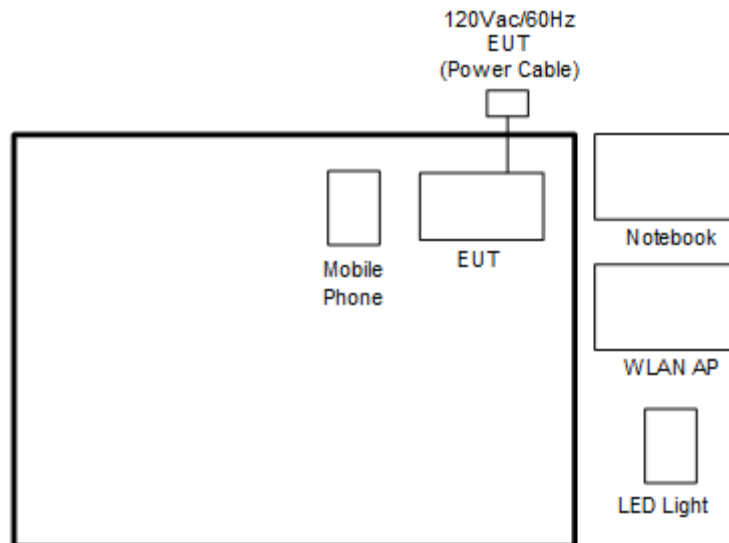 120Vac/60Hz
EUT
(Power Cable)
Mobile
Phone
EUT
Notebook
WLAN AP
LED Light